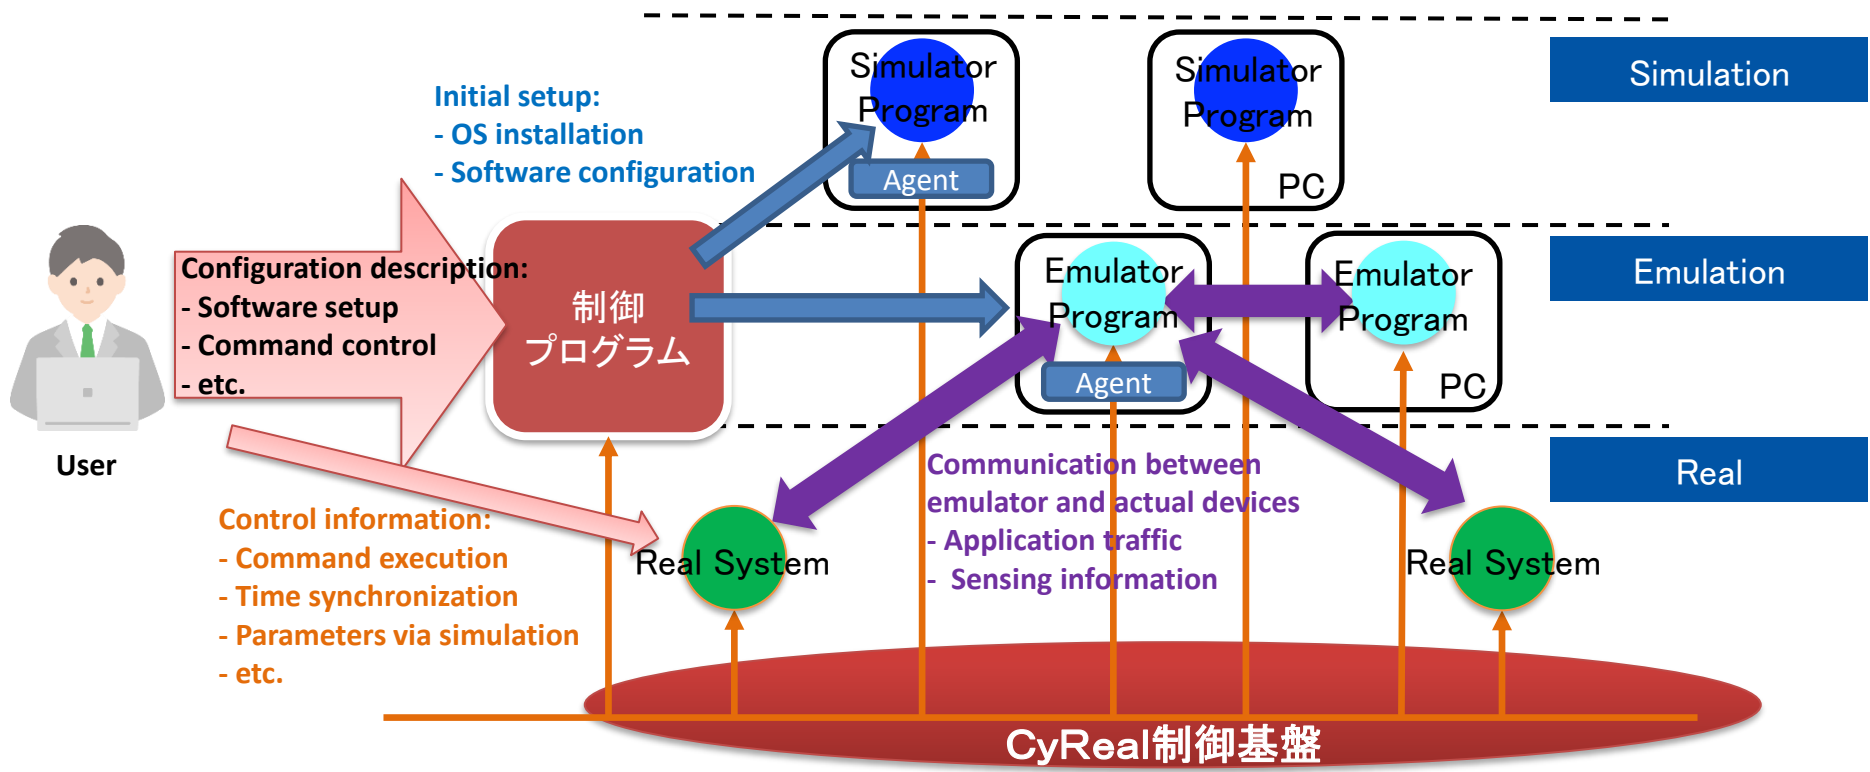 Simulator
Program
Agent
Simulator
Program
PC
Simulation
Initial setup:
- OS installation
- Software configuration
Configuration description:
- Software setup
- Command control
- etc.
User
制御
プログラム
Emulator
Program
Agent
Emulator
Program
PC
Emulation
Real
Communication between
emulator and actual devices
- Application traffic
- Sensing information
Control information:
- Command execution
- Time synchronization
- Parameters via simulation
- etc.
Real System
Real System
CyReal制御基盤